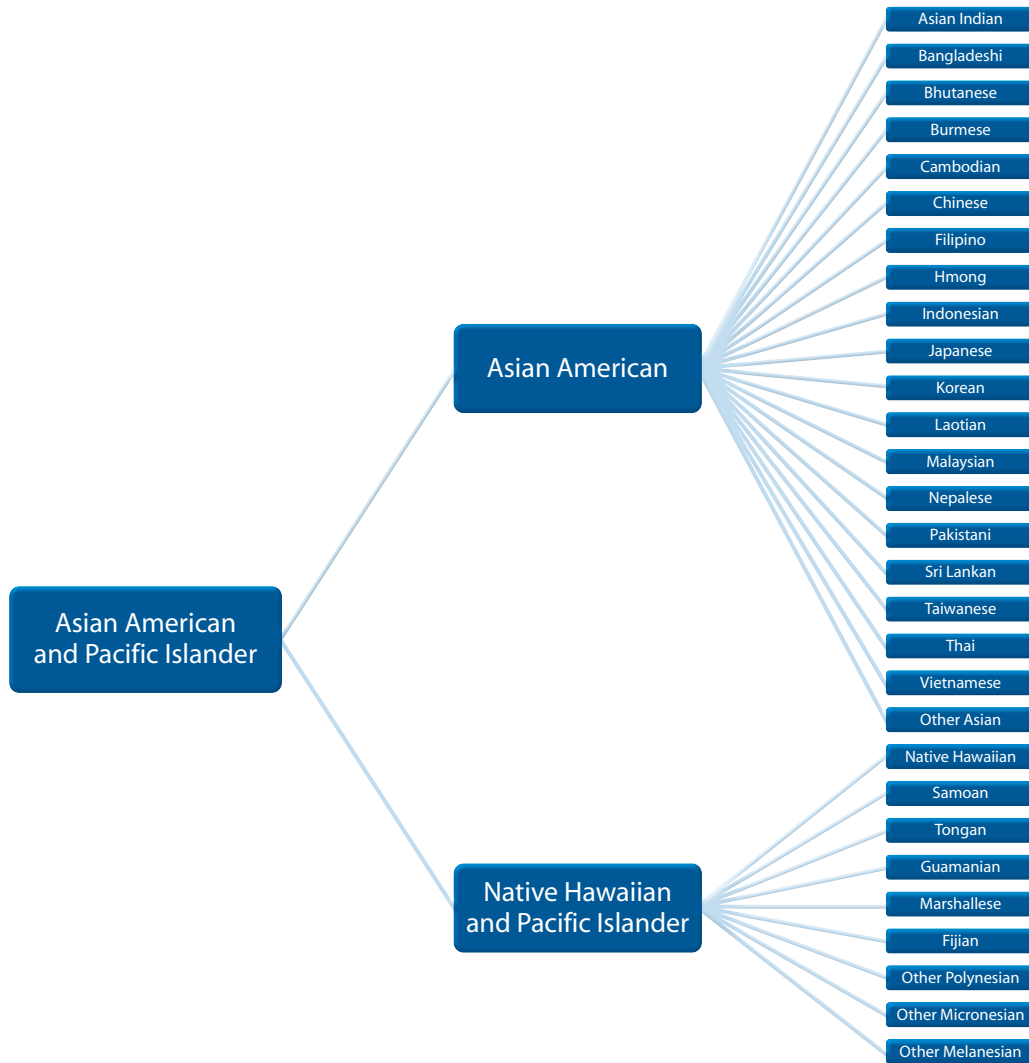 Asian American
and Pacific Islander
Asian American
Asian Indian
Bangladeshi
Bhutanese
Burmese
Cambodian
Chinese
Filipino
Hmong
Indonesian
Japanese
Korean
Laotian
Malaysian
Nepalese
Pakistani
Sri Lankan
Taiwanese
Thai
Vietnamese
Other Asian
Native Hawaiian
and Pacific Islander
Native Hawaiian
Samoan
Tongan
Guamanian
Marshallese
Fijian
Other Polynesian
Other Micronesian
Other Melanesian